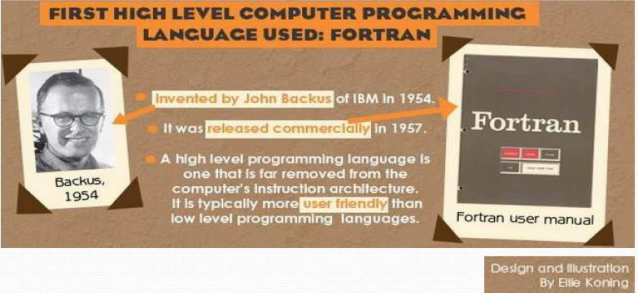 FIRST HIGH LEVEL COMPUTER PROGRAMMING
LANGUAGE USED: FORTRAN
Invented by John Backus of IBM in 1954.
It was released commercially in 1957.
A high level programming language is
one that is far removed from the
computer's instruction architecture.
It is typically more user friendly than
low level programming languages.
Backus,
1954
Fortran
Fortran user manual
Design and Illustration
By Ellie Koning